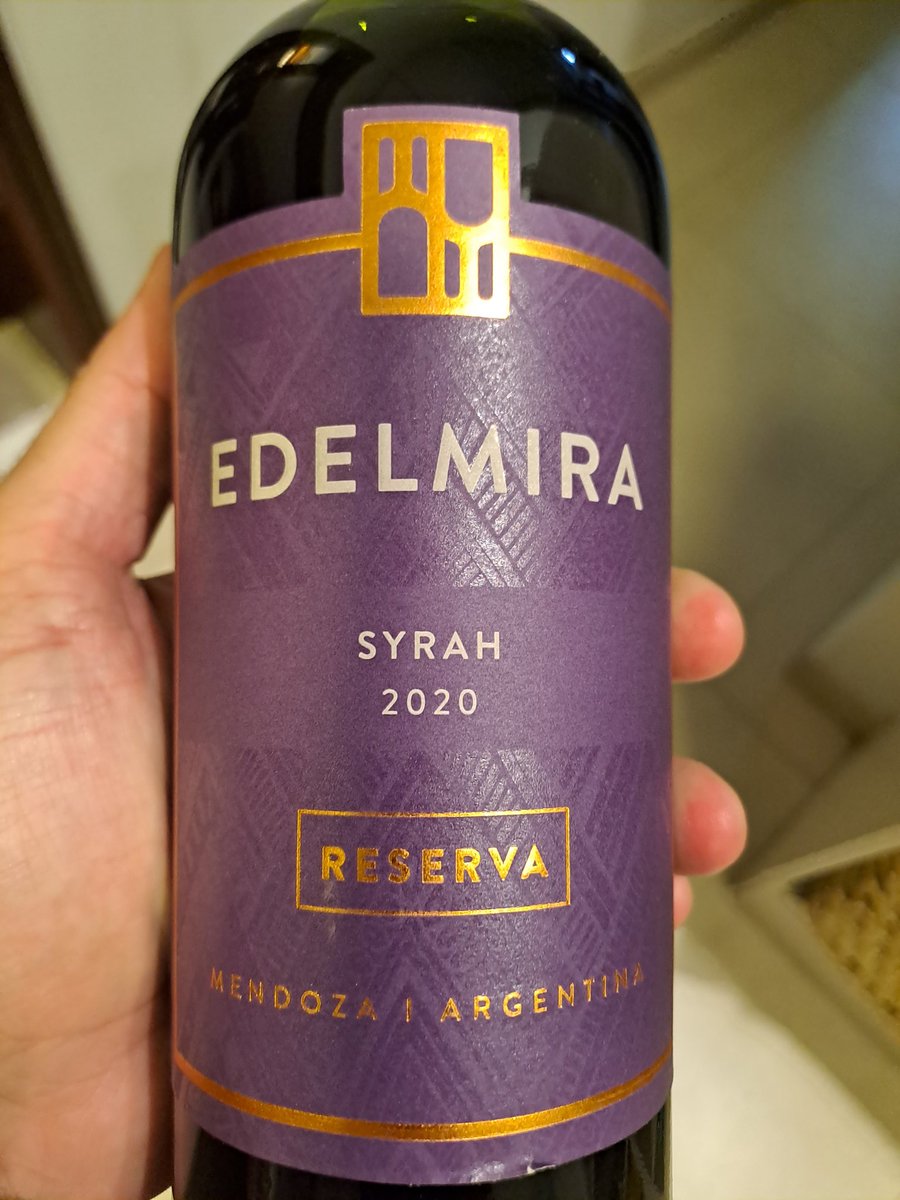 EDELMIRA
SYRAH
2020
RESERVA
MENDOZA | ARGENTINA